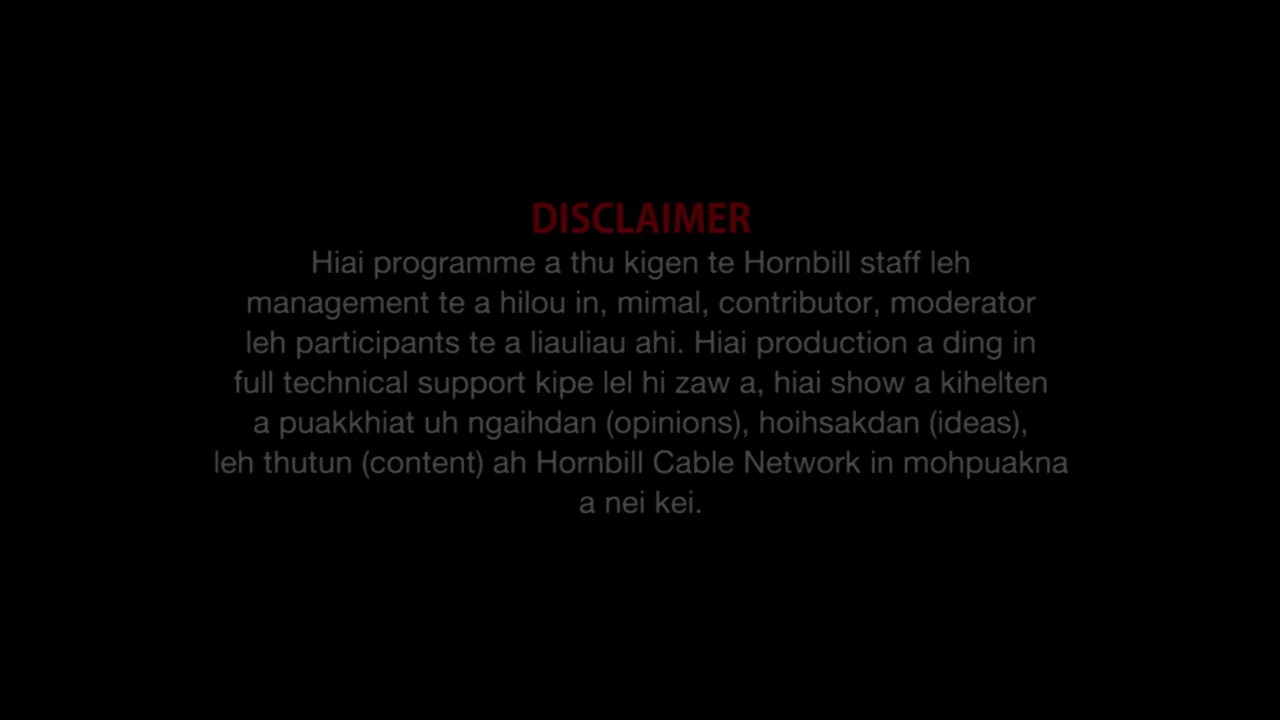 DISCLAIMER
Hiai programme a thu kigen te Hornbill staff leh
management te a hilou in, mimal, contributor, moderator
leh participants te a liauliau ahi. Hiai production a ding in
full technical support kipe lel hi zaw a, hiai show a kihelten
a puakkhiat uh ngaihdan (opinions), hoihsakdan (ideas),
leh thutun (content) ah Hornbill Cable Network in mohpuakna
a nei kei.